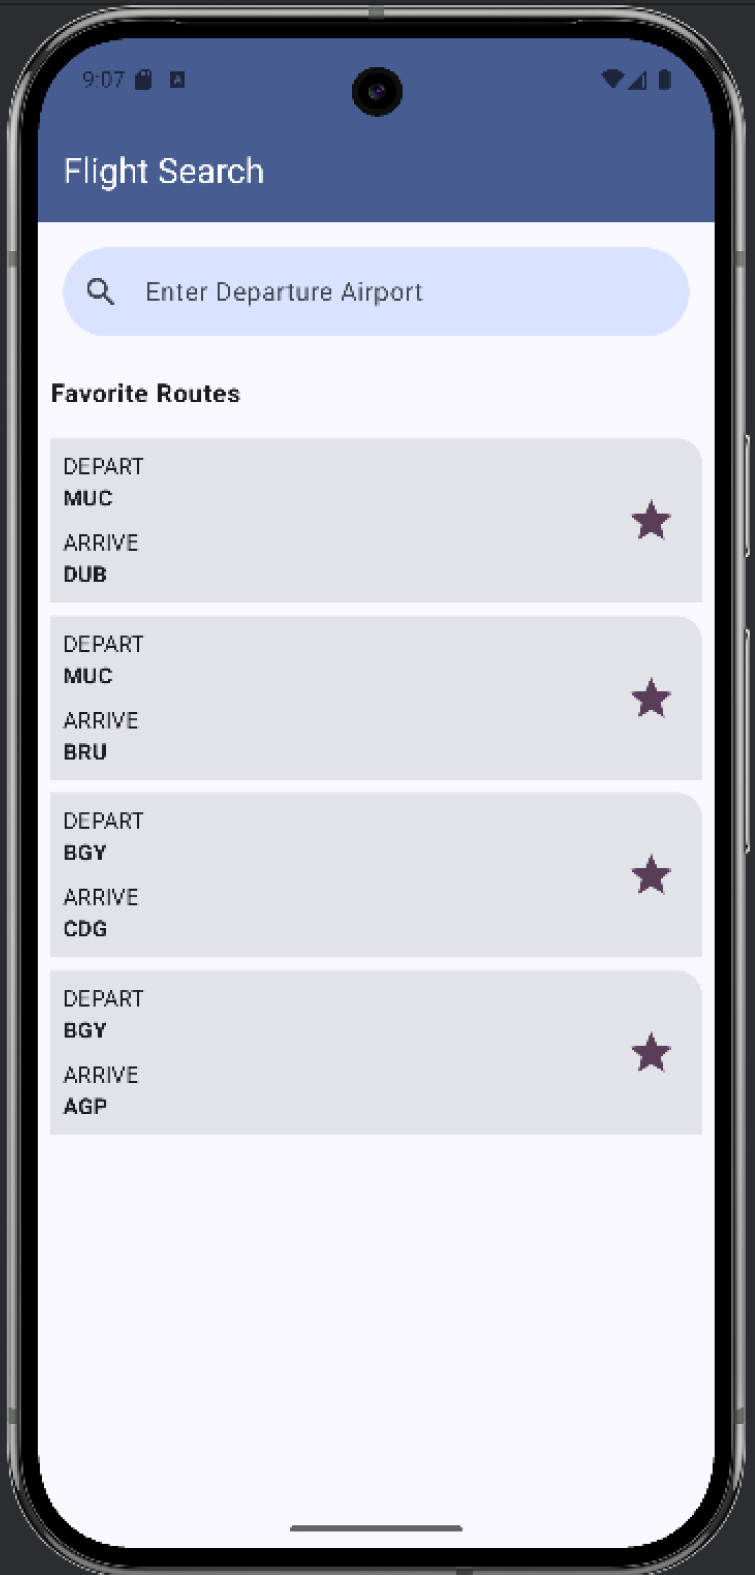 9:07
Flight Search
Enter Departure Airport
Favorite Routes
DEPART
MUC
ARRIVE
DUB
DEPART
MUC
ARRIVE
BRU
DEPART
BGY
ARRIVE
CDG
DEPART
BGY
ARRIVE
AGP